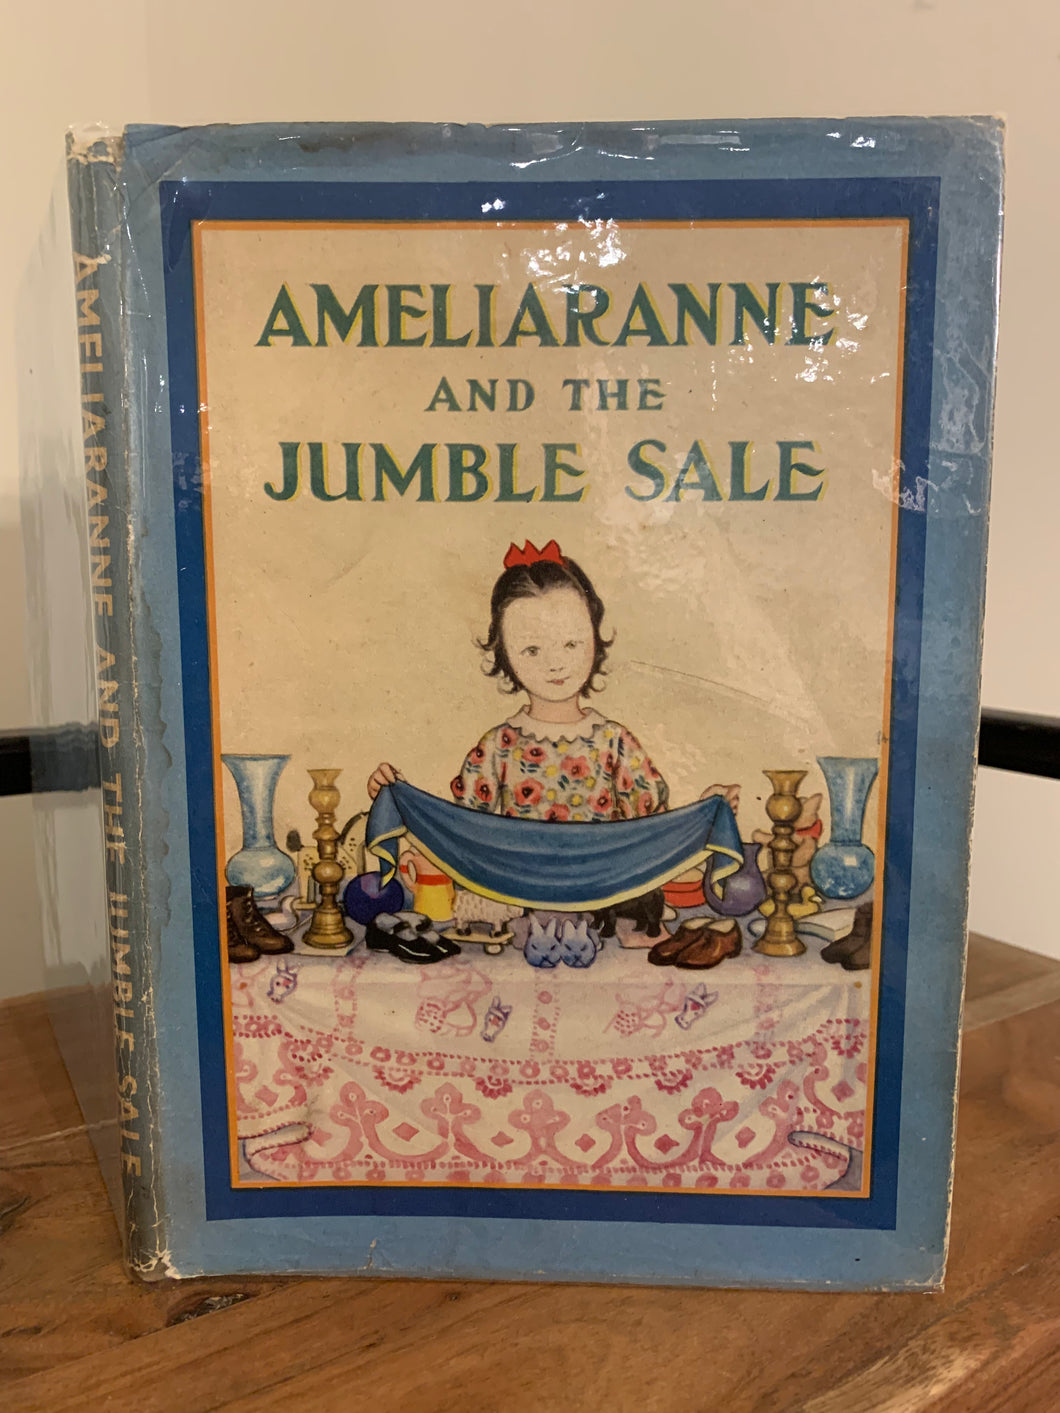 AMELIARANNE
AND THE
JUMBLE SALE
AMELIARANNE AND THE JUMBLE SALE